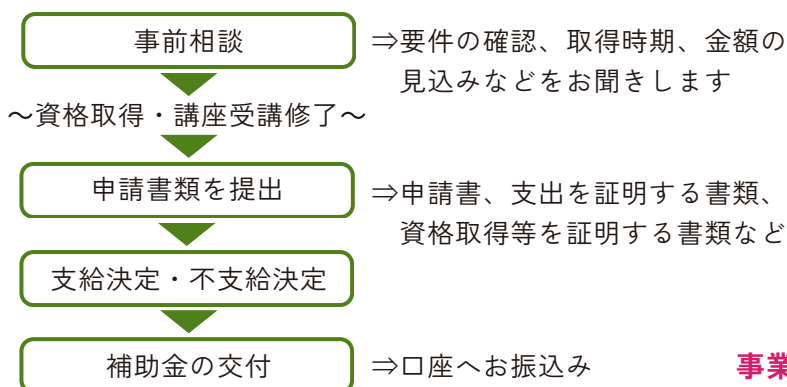 事前相談 ⇒要件の確認、取得時期、金額の
見込みなどをお聞きします
～資格取得・講座受講修了～
申請書類を提出 ⇒申請書、支出を証明する書類、
資格取得等を証明する書類など
支給決定・不支給決定
補助金の交付 ⇒口座へお振込み 事業